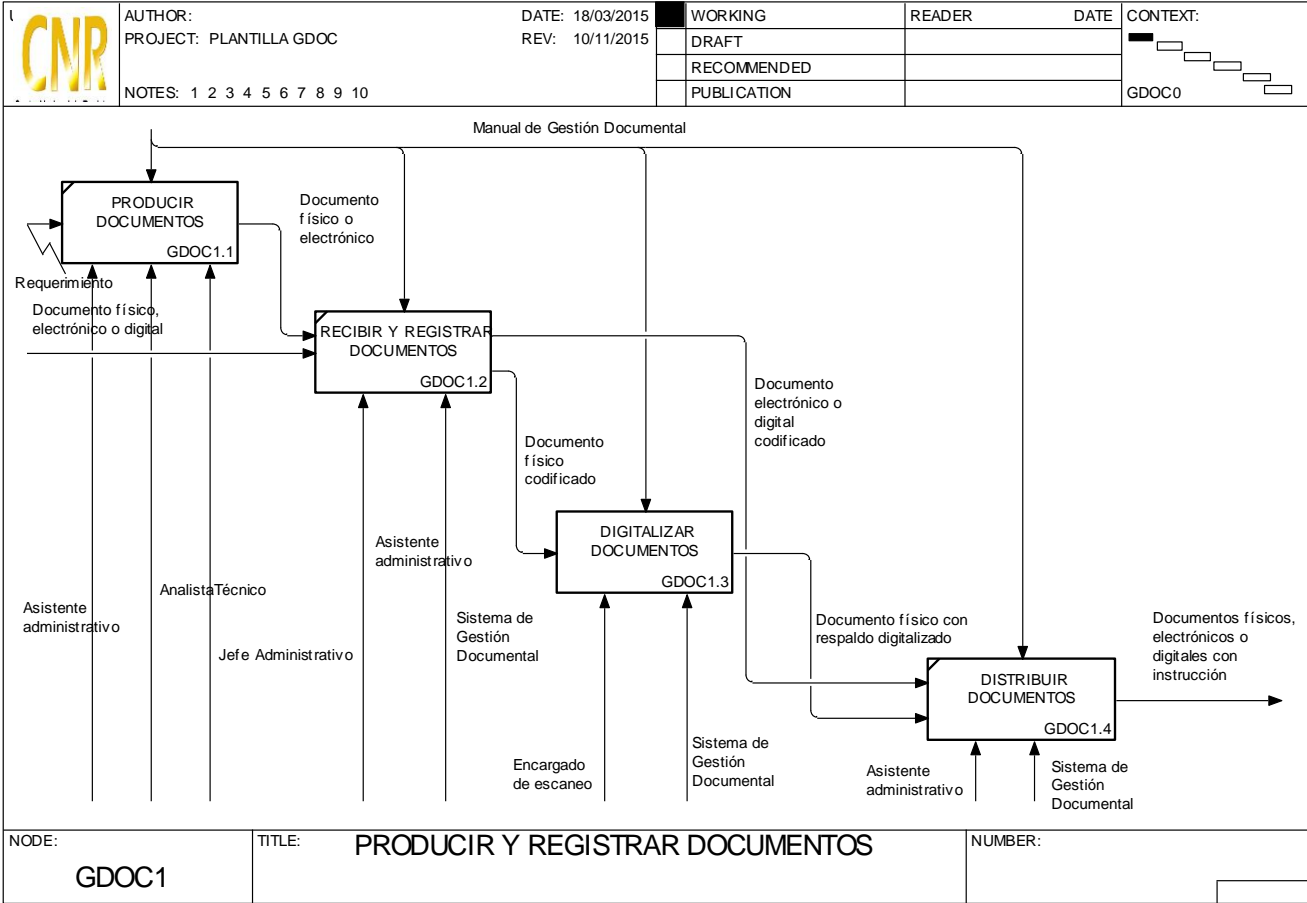 CNR
AUTHOR:
DATE: 18/03/2015
PROJECT: PLANTILLA GDOC
REV: 10/11/2015
NOTES: 1 2 3 4 5 6 7 8 9 10
WORKING
DRAFT
RECOMMENDED
PUBLICATION
READER DATE
CONTEXT:
GDOC0
Manual de Gestión Documental
PRODUCIR
DOCUMENTOS
GDOC1.1
Documento
físico o
electrónico
Requerimiento
Documento físico,
electrónico o digital
RECIBIR Y REGISTRAR
DOCUMENTOS
GDOC1.2
Documento
electrónico o
digital
codificado
Documento
físico
codificado
DIGITALIZAR
DOCUMENTOS
GDOC1.3
Asistente
administrativo
AnalistaTécnico
Jefe Administrativo
Asistente
administrativo
Sistema de
Gestión
Documental
Documento físico con
respaldo digitalizado
Documentos físicos,
electrónicos o
digitales con
instrucción
DISTRIBUIR
DOCUMENTOS
GDOC1.4
Encargado
de escaneo
Sistema de
Gestión
Documental
Asistente
administrativo
Sistema de
Gestión
Documental
NODE:
GDOC1
TITLE:
PRODUCIR Y REGISTRAR DOCUMENTOS
NUMBER: